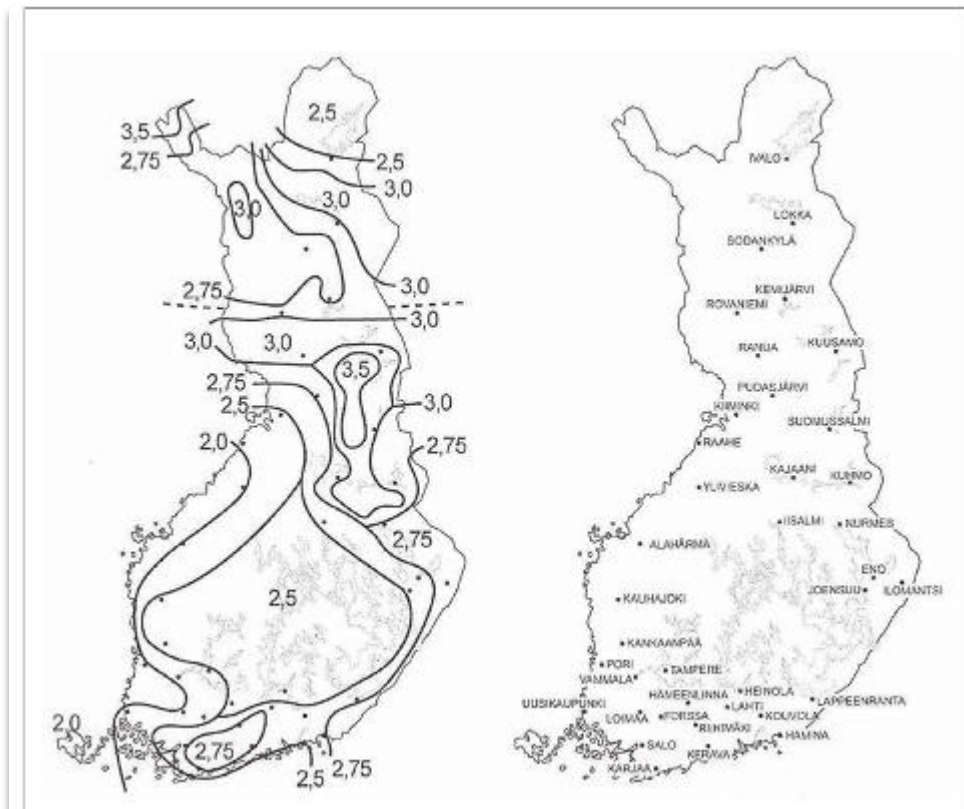 2,5
3,5
2,75
2,5
3,0
3,0
3,0
2,75
3,0
3,0
3,0
3,0
3,5
2,75
2,5
3,0
2,0
2,75
2,75
2,5
2,0
2,75
2,75
2,5
IVALO
LOKKA
SODANKYLÄ
KEMIJÄRVI
ROVANIEMI
RANUA
KUUSAMO
PUDASJÄRVI
KIIMINKI
SUOMUSSALMI
RAAHE
KAJAANI
KUHMO
YLIVIESKA
IISALMI
NURMES
ALAHÄRMÄ
ENO
JOENSUU
ILOMANTSI
KAUHAJOKI
KANKAANPÄÄ
PORI
TAMPERE
VAMMALA
HÄMEENLINNA
HEINOLA
UUSIKAUPUNKI
LAHTI
LAPPEENRANTA
LOIMAA
FORSSA
KOUVOLA
RIIHIMÄKI
HAMINA
SALO
KERAVA
KARJAA